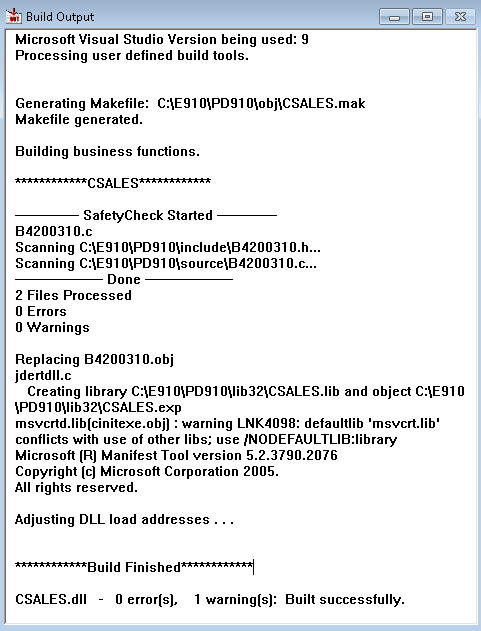 Build Output
Microsoft Visual Studio Version being used: 9
Processing user defined build tools.
Generating Makefile:  C:\E910\PD910\obj\CSALES.mak
Makefile generated.
Building business functions.
************CSALES************
---------------- SafetyCheck Started ---------------
B4200310.c
Scanning C:\E910\PD910\include\B4200310.h...
Scanning C:\E910\PD910\source\B4200310.c...
---------------------- Done ----------------------
2 Files Processed
0 Errors
0 Warnings
Replacing B4200310.obj
jdertdll.c
   Creating library C:\E910\PD910\lib32\CSALES.lib and object C:\E910
\PD910\lib32\CSALES.exp
msvcrtd.lib(cinitexe.obj) : warning LNK4098: defaultlib 'msvcrt.lib'
conflicts with use of other libs; use /NODEFAULTLIB:library
Microsoft (R) Manifest Tool version 5.2.3790.2076
Copyright (c) Microsoft Corporation 2005.
All rights reserved.
Adjusting DLL load addresses . . .
************Build Finished************
CSALES.dll   -   0 error(s),    1 warning(s):  Built successfully.